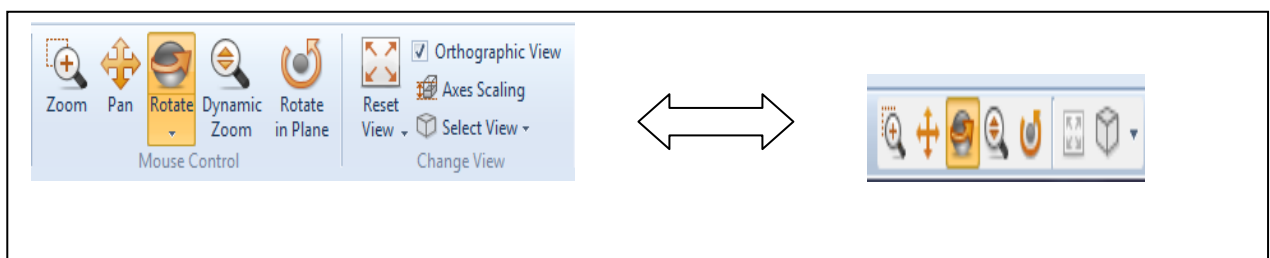 Zoom Pan Rotate Dynamic Zoom Rotate in Plane
Mouse Control
Reset View
Orthographic View
Axes Scaling
Select View
Change View